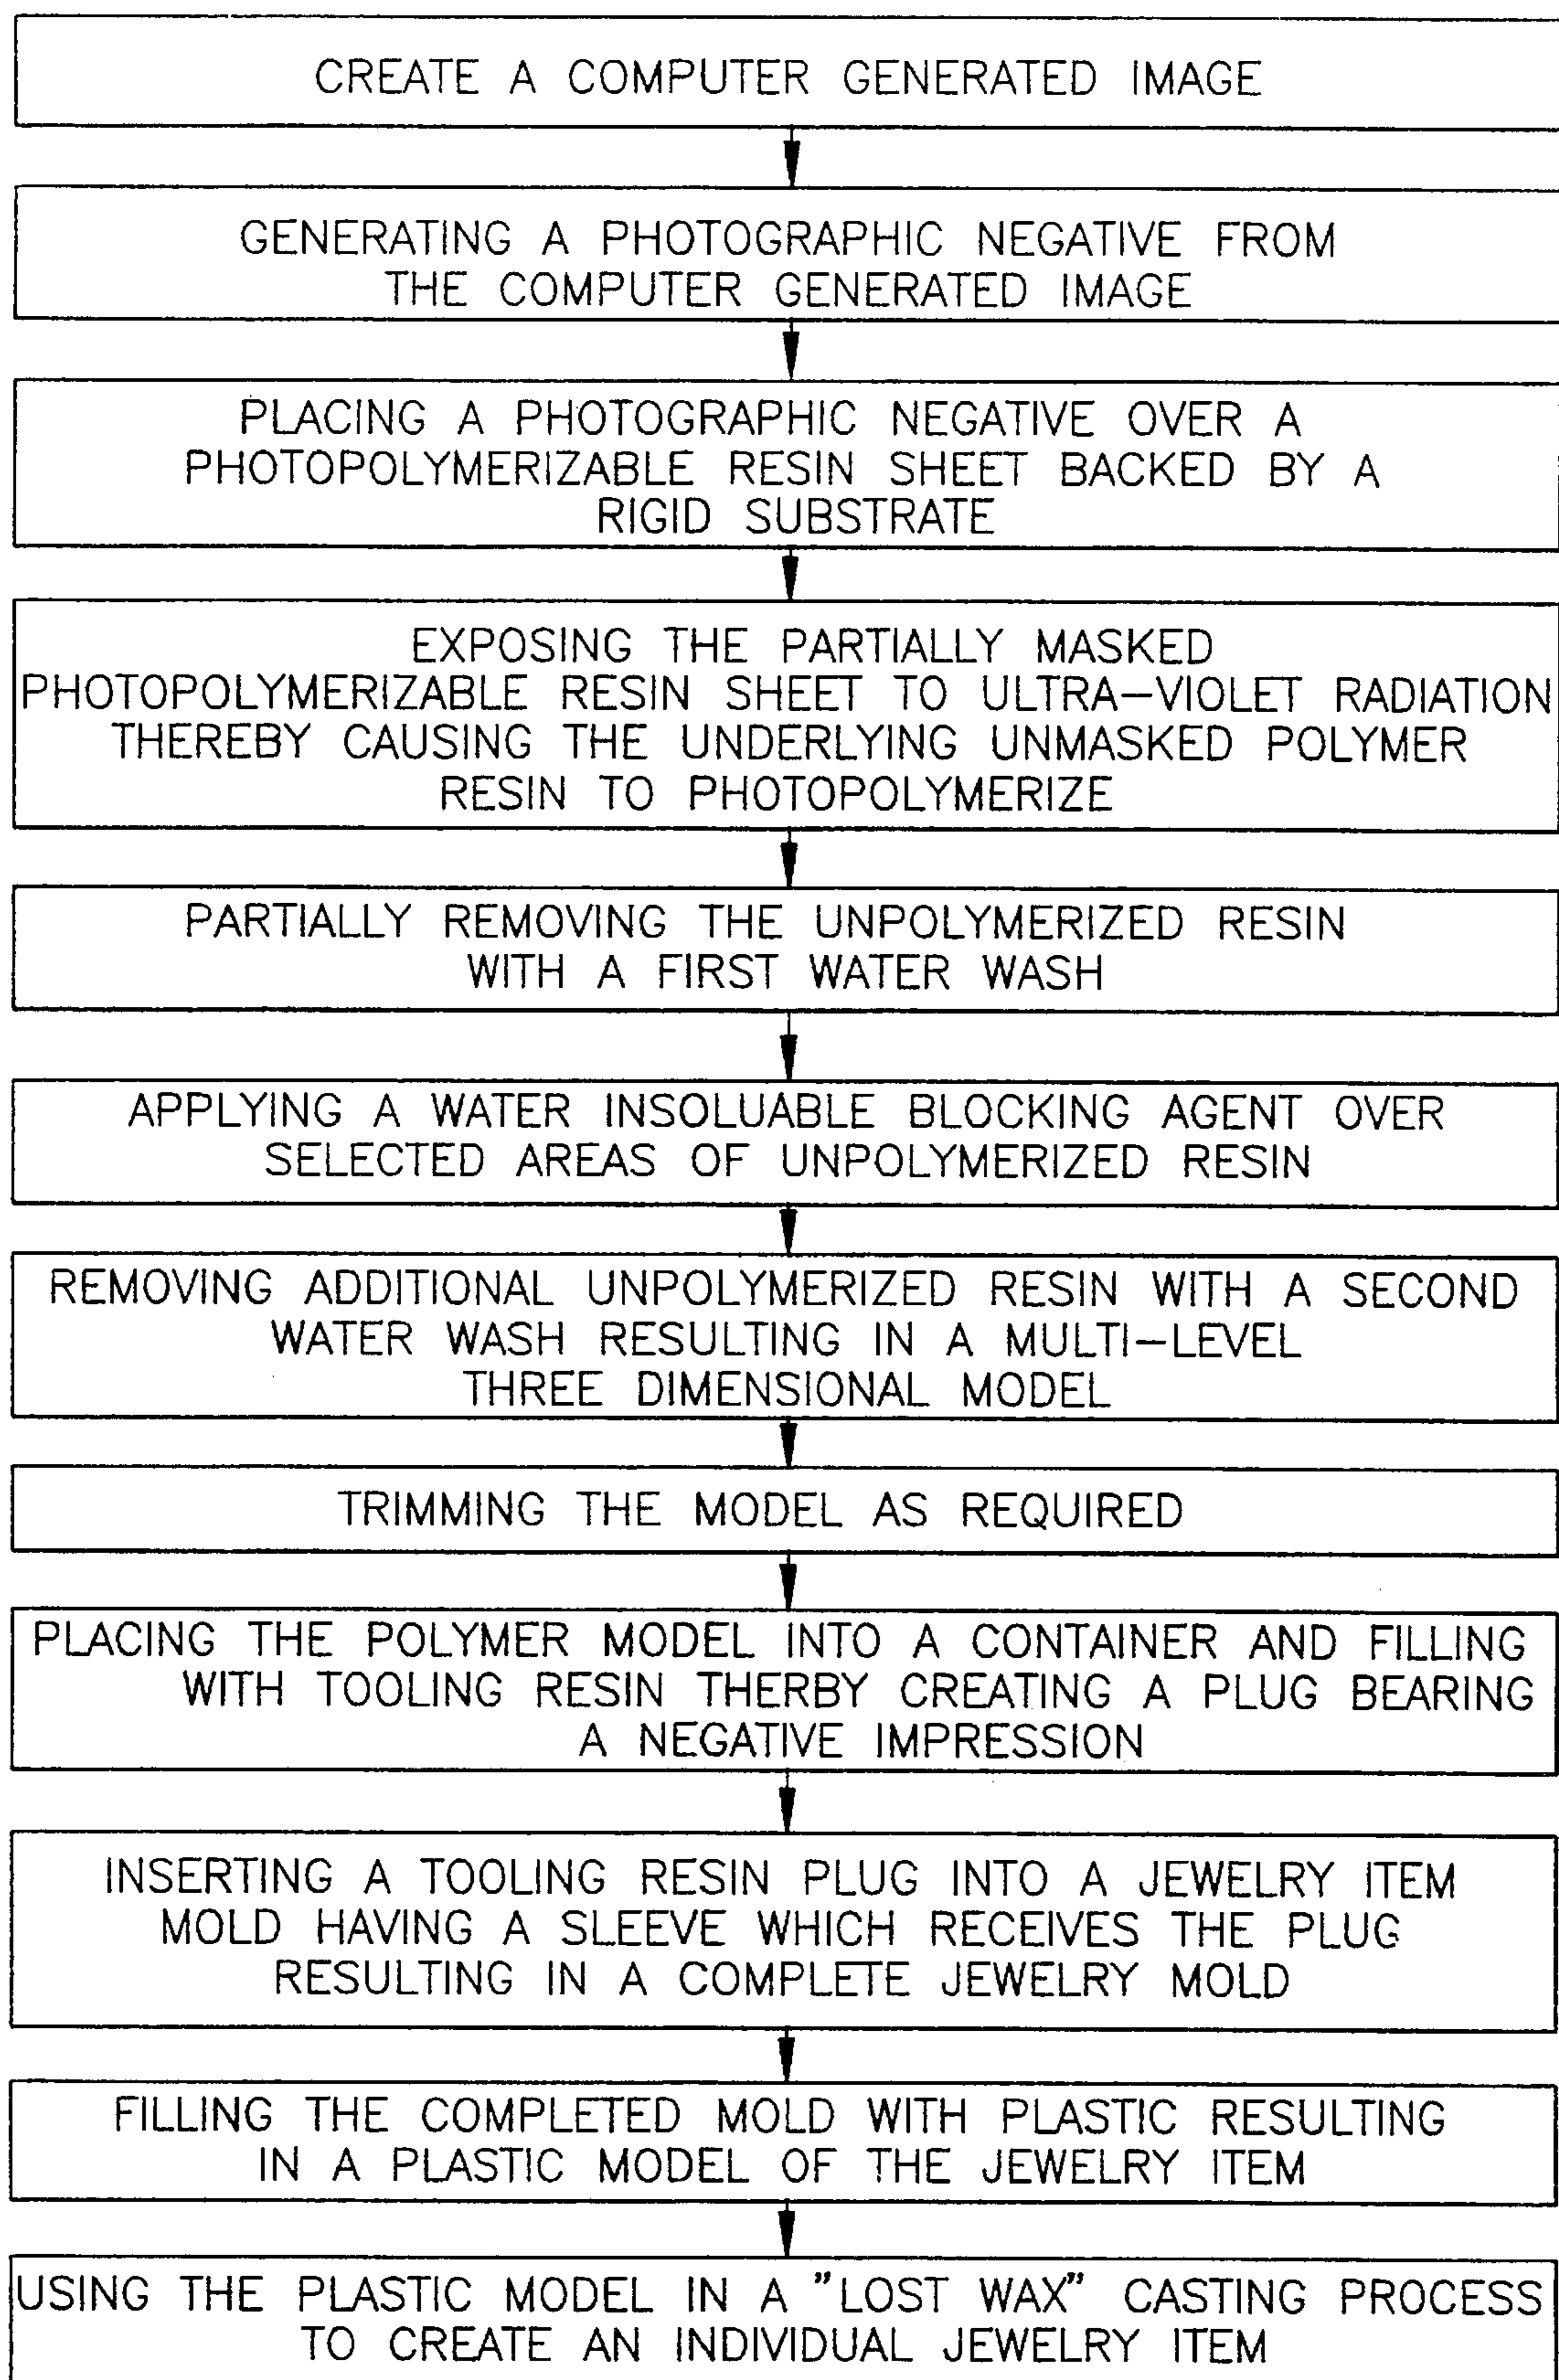 CREATE A COMPUTER GENERATED IMAGE
GENERATING A PHOTOGRAPHIC NEGATIVE FROM
THE COMPUTER GENERATED IMAGE
PLACING A PHOTOGRAPHIC NEGATIVE OVER A
PHOTOPOLYMERIZABLE RESIN SHEET BACKED BY A
RIGID SUBSTRATE
EXPOSING THE PARTIALLY MASKED
PHOTOPOLYMERIZABLE RESIN SHEET TO ULTRA–VIOLET RADIATION
THEREBY CAUSING THE UNDERLYING UNMASKED POLYMER
RESIN TO PHOTOPOLYMERIZE
PARTIALLY REMOVING THE UNPOLYMERIZED RESIN
WITH A FIRST WATER WASH
APPLYING A WATER INSOLUABLE BLOCKING AGENT OVER
SELECTED AREAS OF UNPOLYMERIZED RESIN
REMOVING ADDITIONAL UNPOLYMERIZED RESIN WITH A SECOND
WATER WASH RESULTING IN A MULTI–LEVEL
THREE DIMENSIONAL MODEL
TRIMMING THE MODEL AS REQUIRED
PLACING THE POLYMER MODEL INTO A CONTAINER AND FILLING
WITH TOOLING RESIN THERBY CREATING A PLUG BEARING
A NEGATIVE IMPRESSION
INSERTING A TOOLING RESIN PLUG INTO A JEWELRY ITEM
MOLD HAVING A SLEEVE WHICH RECEIVES THE PLUG
RESULTING IN A COMPLETE JEWELRY MOLD
FILLING THE COMPLETED MOLD WITH PLASTIC RESULTING
IN A PLASTIC MODEL OF THE JEWELRY ITEM
USING THE PLASTIC MODEL IN A "LOST WAX" CASTING PROCESS
TO CREATE AN INDIVIDUAL JEWELRY ITEM